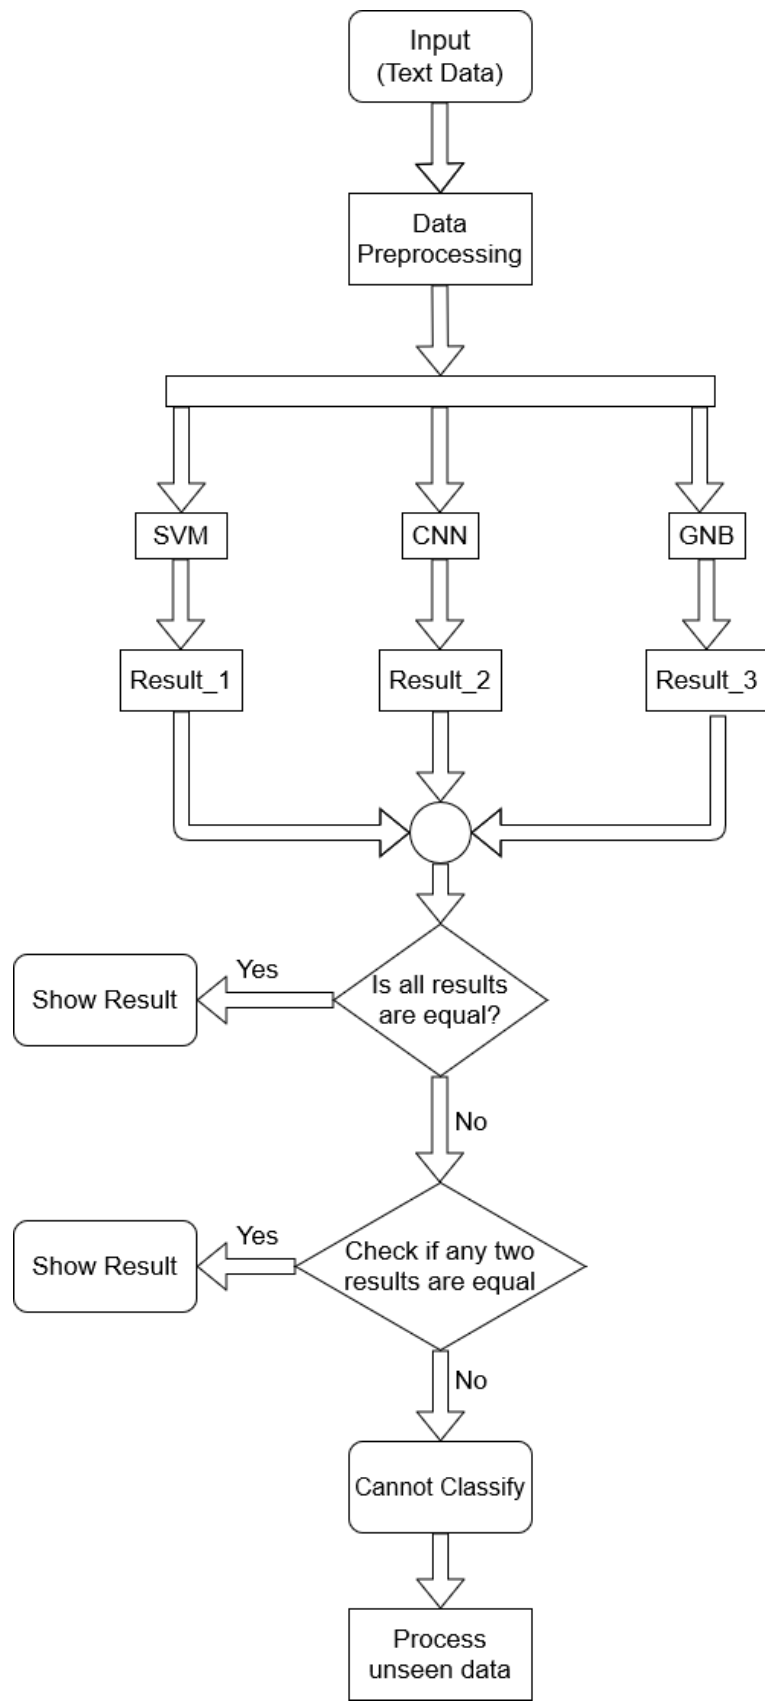 Input
(Text Data)
Data
Preprocessing
SVM
CNN
GNB
Result_1
Result_2
Result_3
Yes
Show Result
Is all results
are equal?
No
Yes
Show Result
Check if any two
results are equal
No
Cannot Classify
Process
unseen data